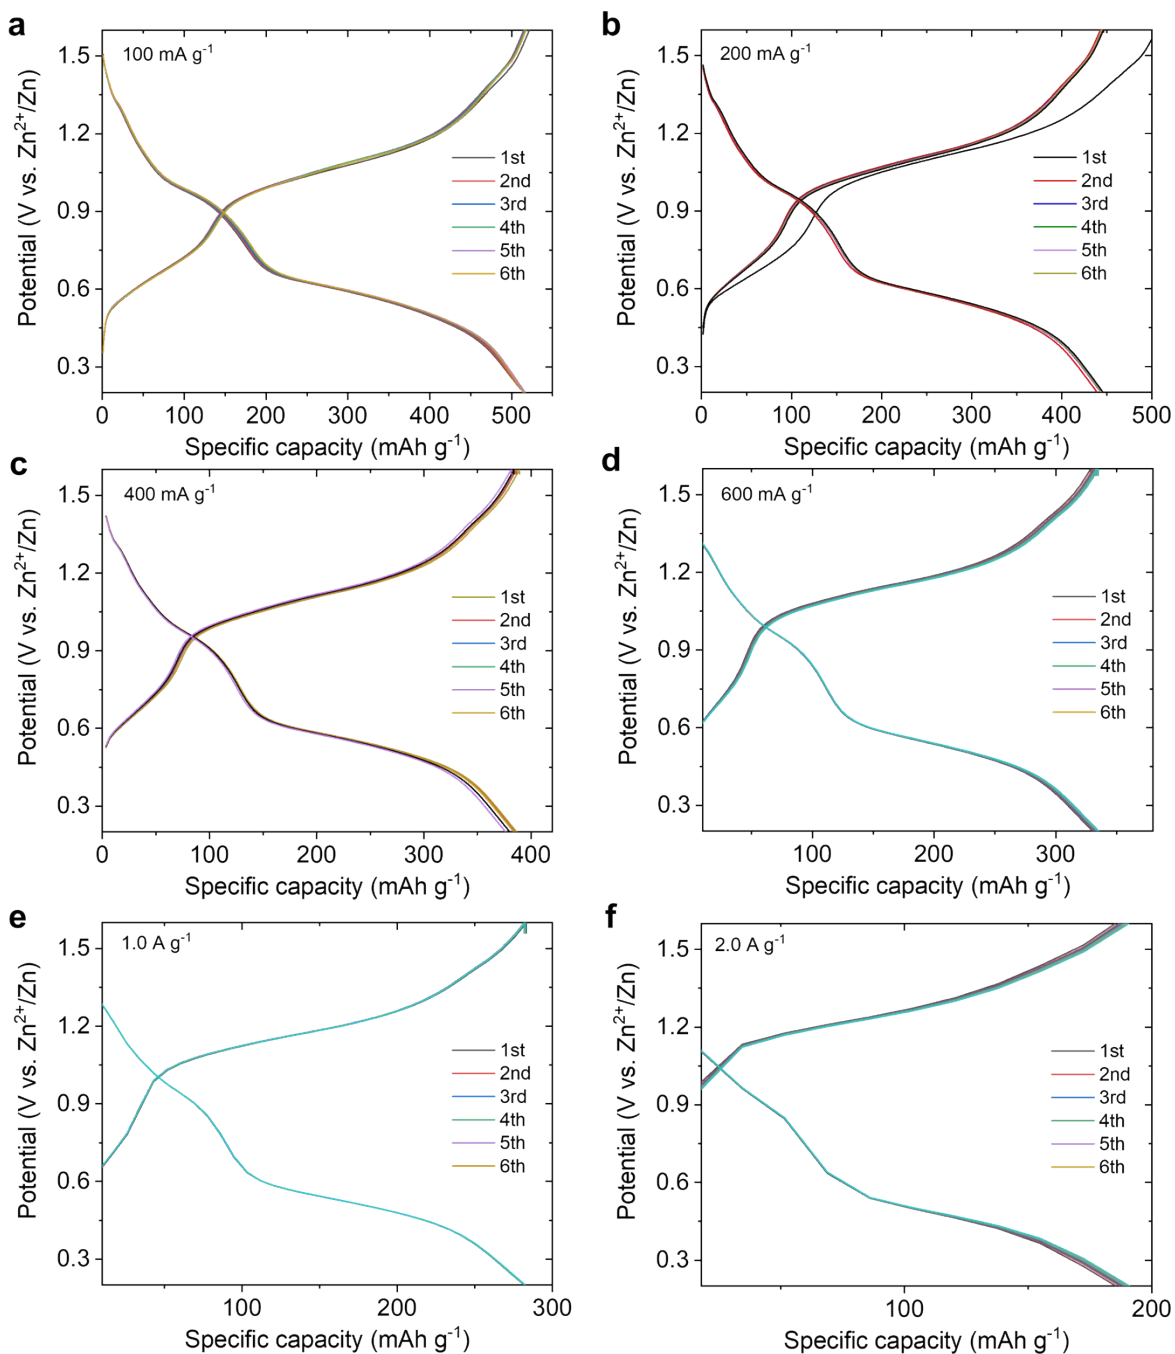 a
100 mA g⁻¹
1.5
1.2
0.9
0.6
0.3
Potential (V vs. Zn²⁺/Zn)
1st
2nd
3rd
4th
5th
6th
0 100 200 300 400 500
Specific capacity (mAh g⁻¹)
b
200 mA g⁻¹
1.5
1.2
0.9
0.6
0.3
Potential (V vs. Zn²⁺/Zn)
1st
2nd
3rd
4th
5th
6th
0 100 200 300 400 500
Specific capacity (mAh g⁻¹)
c
400 mA g⁻¹
1.5
1.2
0.9
0.6
0.3
Potential (V vs. Zn²⁺/Zn)
1st
2nd
3rd
4th
5th
6th
0 100 200 300 400
Specific capacity (mAh g⁻¹)
d
600 mA g⁻¹
1.5
1.2
0.9
0.6
0.3
Potential (V vs. Zn²⁺/Zn)
1st
2nd
3rd
4th
5th
6th
100 200 300
Specific capacity (mAh g⁻¹)
e
1.0 A g⁻¹
1.5
1.2
0.9
0.6
0.3
Potential (V vs. Zn²⁺/Zn)
1st
2nd
3rd
4th
5th
6th
100 200 300
Specific capacity (mAh g⁻¹)
f
2.0 A g⁻¹
1.5
1.2
0.9
0.6
0.3
Potential (V vs. Zn²⁺/Zn)
1st
2nd
3rd
4th
5th
6th
100 200
Specific capacity (mAh g⁻¹)